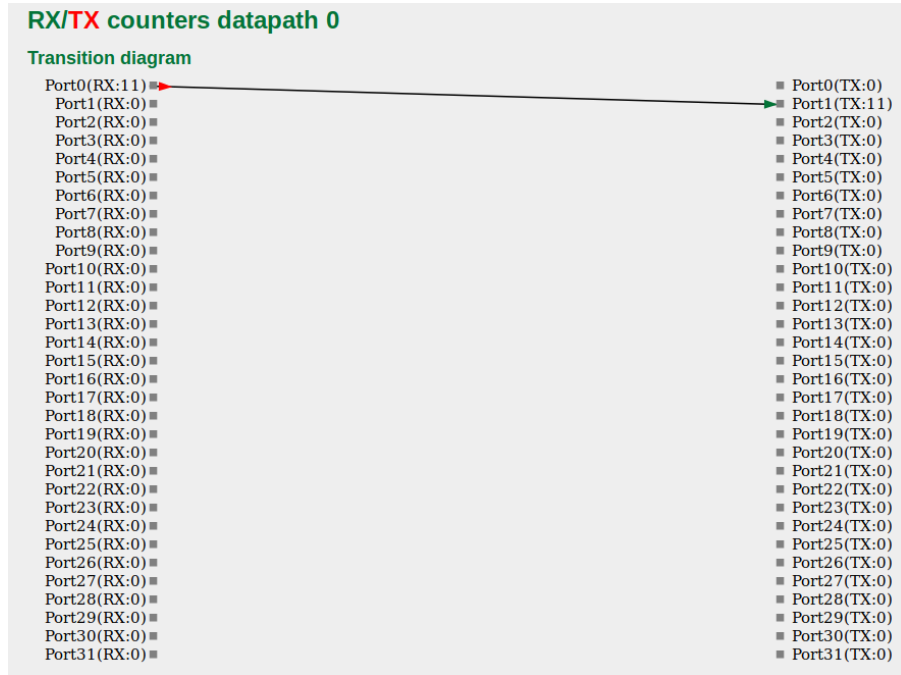 RX/TX counters datapath 0
Transition diagram
Port0(RX:11) Port0(TX:0)
Port1(RX:0) Port1(TX:11)
Port2(RX:0) Port2(TX:0)
Port3(RX:0) Port3(TX:0)
Port4(RX:0) Port4(TX:0)
Port5(RX:0) Port5(TX:0)
Port6(RX:0) Port6(TX:0)
Port7(RX:0) Port7(TX:0)
Port8(RX:0) Port8(TX:0)
Port9(RX:0) Port9(TX:0)
Port10(RX:0) Port10(TX:0)
Port11(RX:0) Port11(TX:0)
Port12(RX:0) Port12(TX:0)
Port13(RX:0) Port13(TX:0)
Port14(RX:0) Port14(TX:0)
Port15(RX:0) Port15(TX:0)
Port16(RX:0) Port16(TX:0)
Port17(RX:0) Port17(TX:0)
Port18(RX:0) Port18(TX:0)
Port19(RX:0) Port19(TX:0)
Port20(RX:0) Port20(TX:0)
Port21(RX:0) Port21(TX:0)
Port22(RX:0) Port22(TX:0)
Port23(RX:0) Port23(TX:0)
Port24(RX:0) Port24(TX:0)
Port25(RX:0) Port25(TX:0)
Port26(RX:0) Port26(TX:0)
Port27(RX:0) Port27(TX:0)
Port28(RX:0) Port28(TX:0)
Port29(RX:0) Port29(TX:0)
Port30(RX:0) Port30(TX:0)
Port31(RX:0) Port31(TX:0)